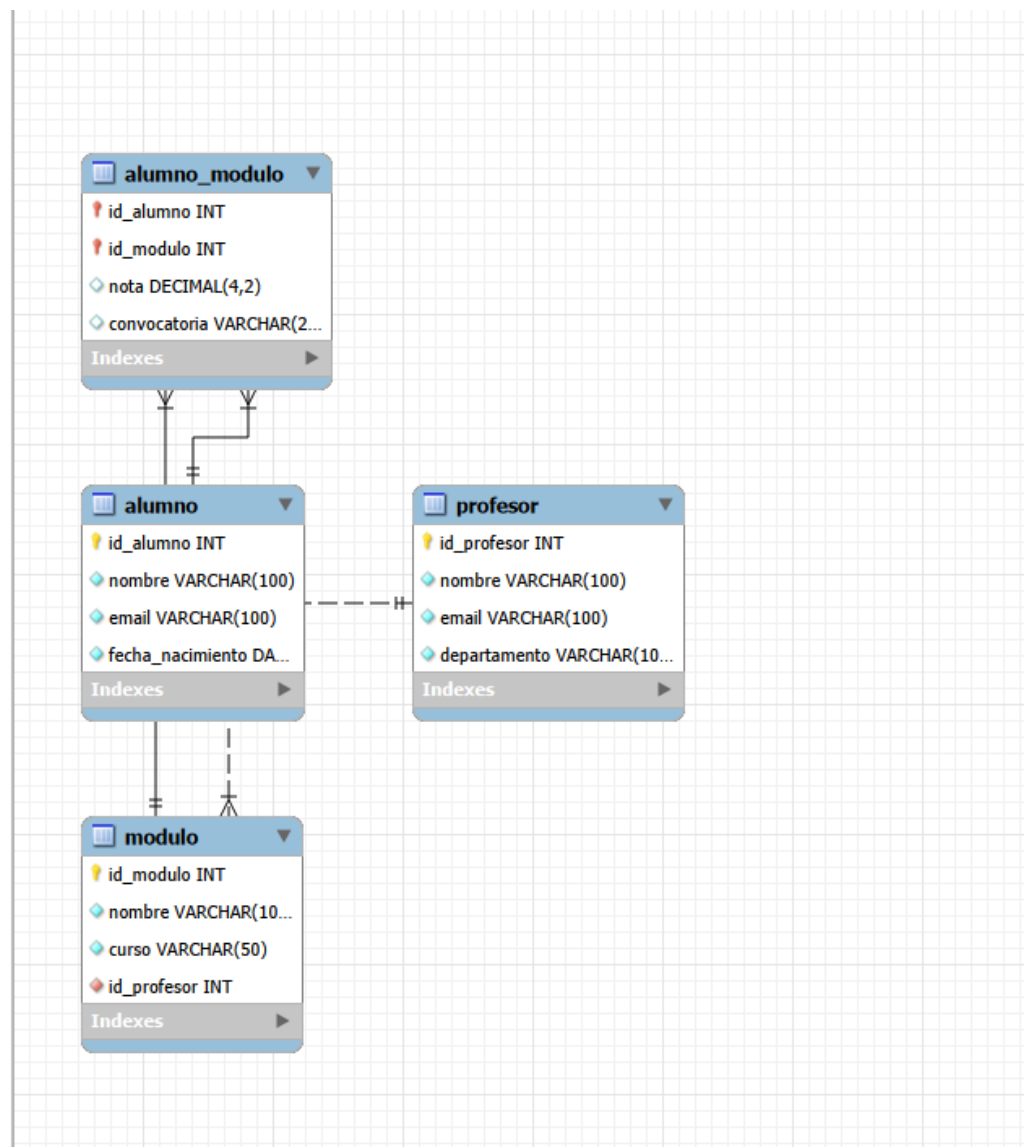 alumno_modulo
id_alumno INT
id_modulo INT
nota DECIMAL(4,2)
convocatoria VARCHAR(2...
Indexes
alumno
id_alumno INT
nombre VARCHAR(100)
email VARCHAR(100)
fecha_nacimiento DA...
Indexes
profesor
id_profesor INT
nombre VARCHAR(100)
email VARCHAR(100)
departamento VARCHAR(10...
Indexes
modulo
id_modulo INT
nombre VARCHAR(10...
curso VARCHAR(50)
id_profesor INT
Indexes